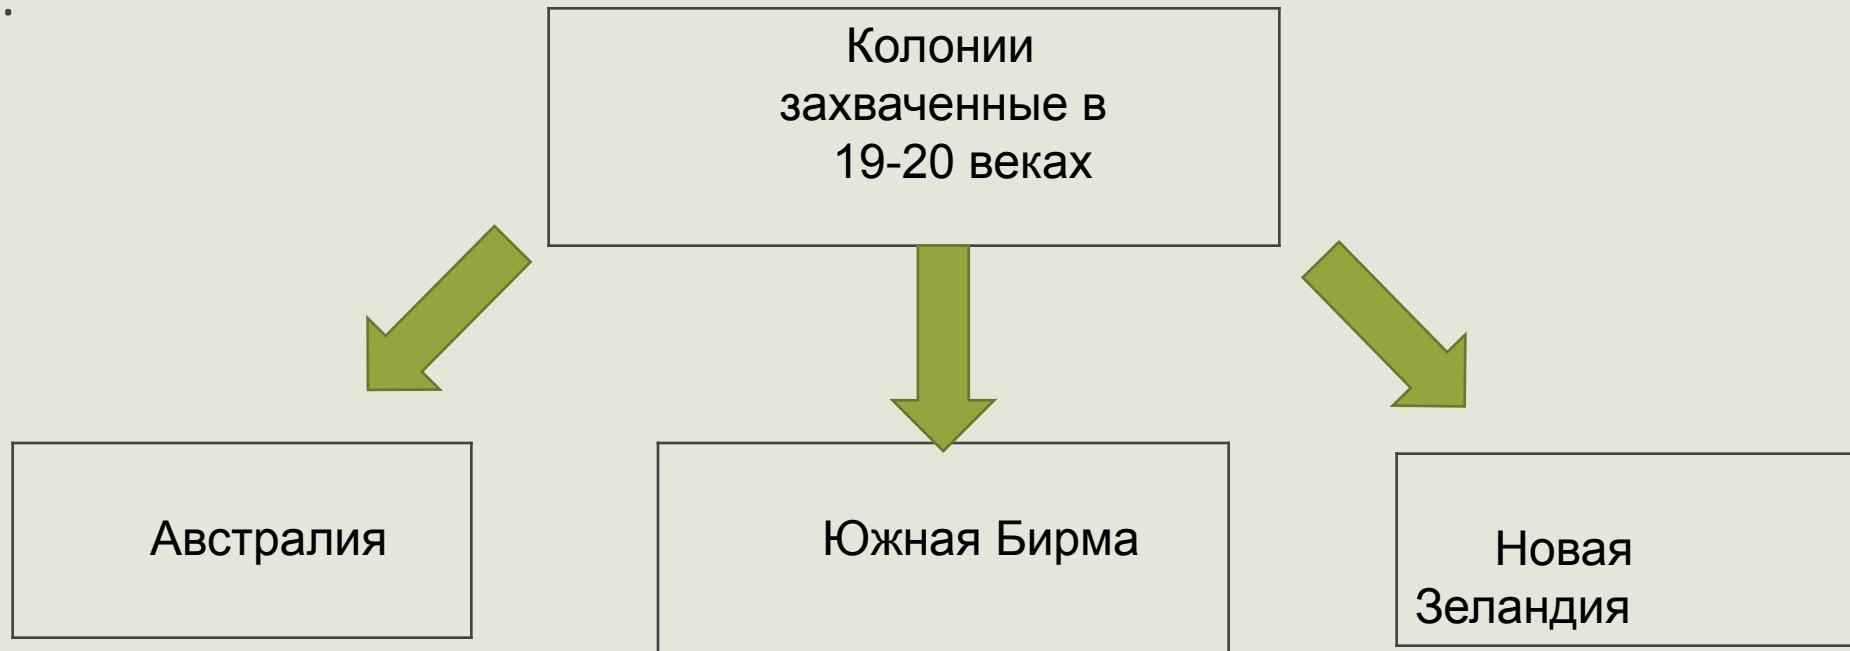 .
Колонии
захваченные в
19-20 веках
Австралия
Южная Бирма
Новая
Зеландия